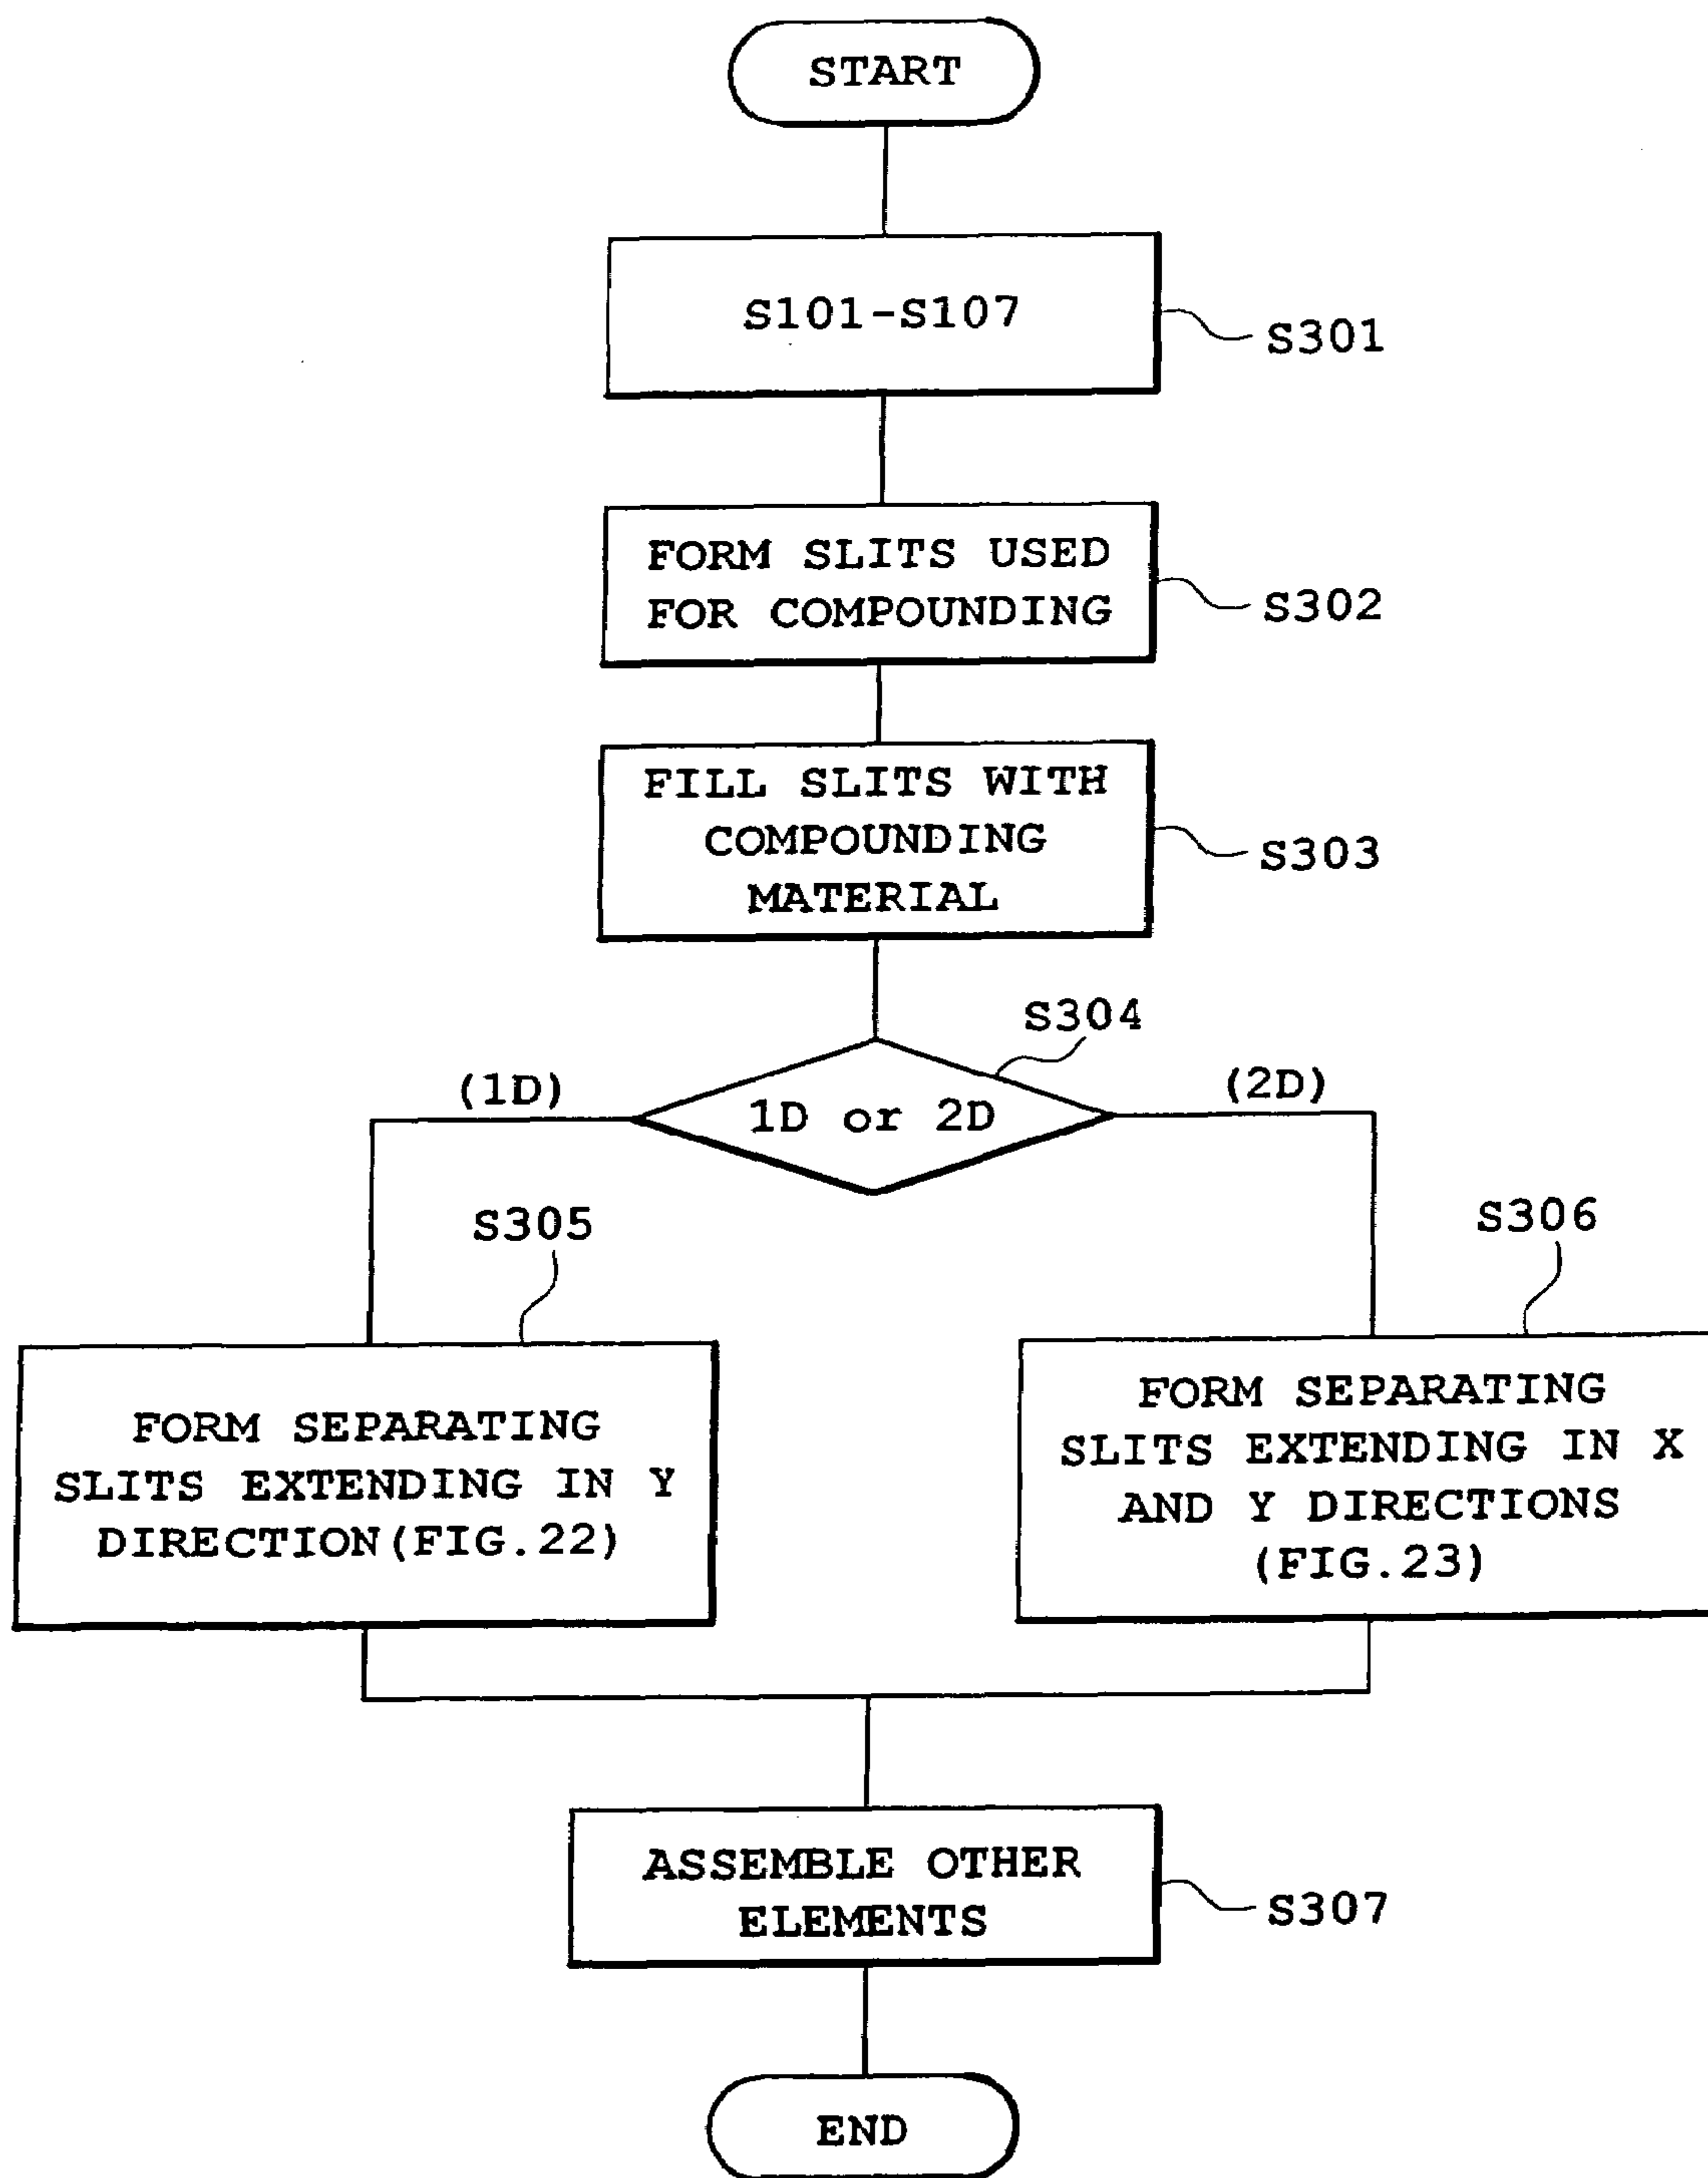 START
S101-S107
S301
FORM SLITS USED
FOR COMPOUNDING
S302
FILL SLITS WITH
COMPOUNDING
MATERIAL
S303
S304
(1D)
1D or 2D
(2D)
S305
S306
FORM SEPARATING
SLITS EXTENDING IN Y
DIRECTION(FIG.22)
FORM SEPARATING
SLITS EXTENDING IN X
AND Y DIRECTIONS
(FIG.23)
ASSEMBLE OTHER
ELEMENTS
S307
END